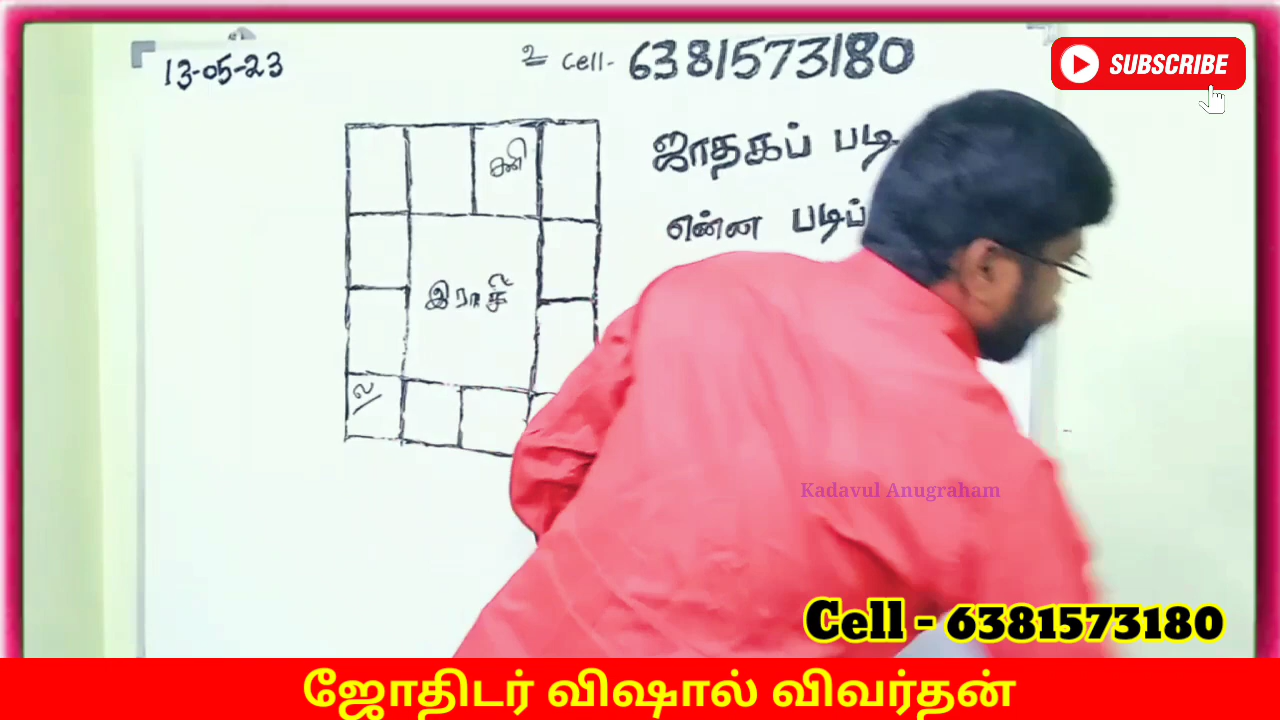 13-05-23
உ Cell- 6381573180
SUBSCRIBE
ஜாதகப் படி
என்ன படிப்
சனி
இராசி
ல
Kadavul Anugraham
Cell - 6381573180
ஜோதிடர் விஷால் விவர்தன்